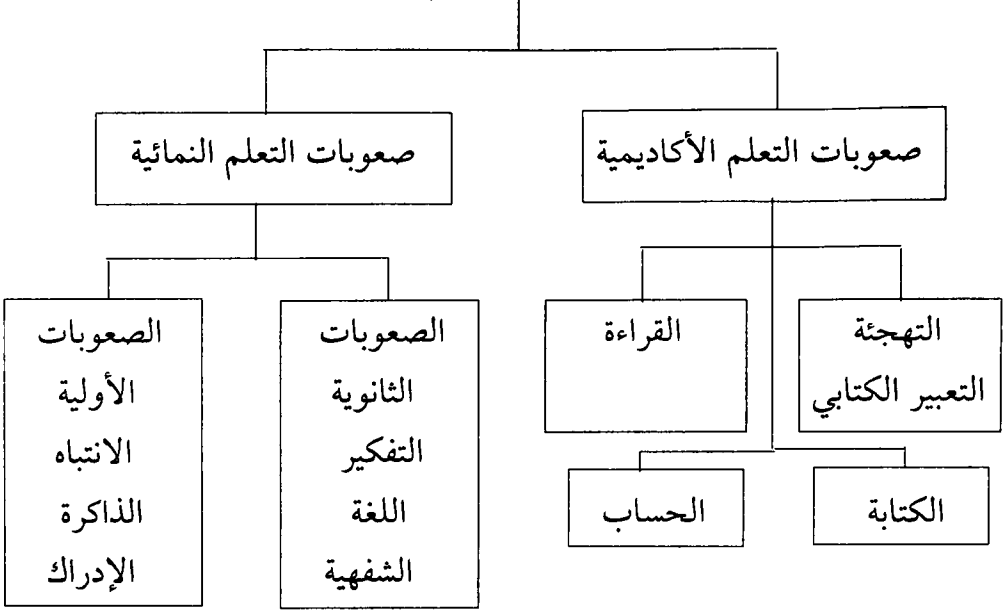 صعوبات التعلم الأكاديمية
صعوبات التعلم النمائية
التهجئة
التعبير الكتابي
القراءة
الكتابة
الحساب
الصعوبات
الثانوية
التفكير
اللغة
الشفهية
الصعوبات
الأولية
الانتباه
الذاكرة
الإدراك